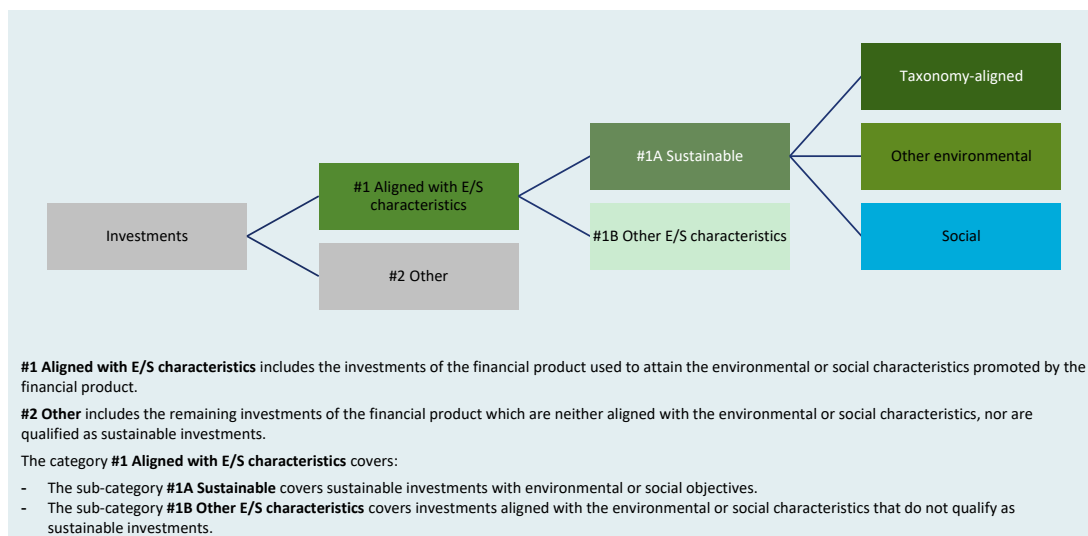 Taxonomy-aligned
#1A Sustainable
Other environmental
#1 Aligned with E/S
characteristics
Investments
#1B Other E/S characteristics
Social
#2 Other
#1 Aligned with E/S characteristics includes the investments of the financial product used to attain the environmental or social characteristics promoted by the
financial product.
#2 Other includes the remaining investments of the financial product which are neither aligned with the environmental or social characteristics, nor are
qualified as sustainable investments.
The category #1 Aligned with E/S characteristics covers:
- The sub-category #1A Sustainable covers sustainable investments with environmental or social objectives.
- The sub-category #1B Other E/S characteristics covers investments aligned with the environmental or social characteristics that do not qualify as
sustainable investments.